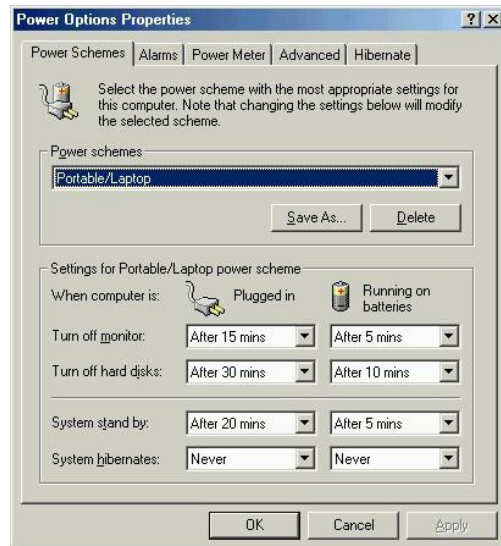 Power Options Properties
Power Schemes Alarms Power Meter Advanced Hibernate
Select the power scheme with the most appropriate settings for
this computer. Note that changing the settings below will modify
the selected scheme.
Power schemes
Portable/Laptop
Save As... Delete
Settings for Portable/Laptop power scheme
When computer is: Plugged in Running on
batteries
Turn off monitor: After 15 mins After 5 mins
Turn off hard disks: After 30 mins After 10 mins
System stand by: After 20 mins After 5 mins
System hibernates: Never Never
OK Cancel Apply